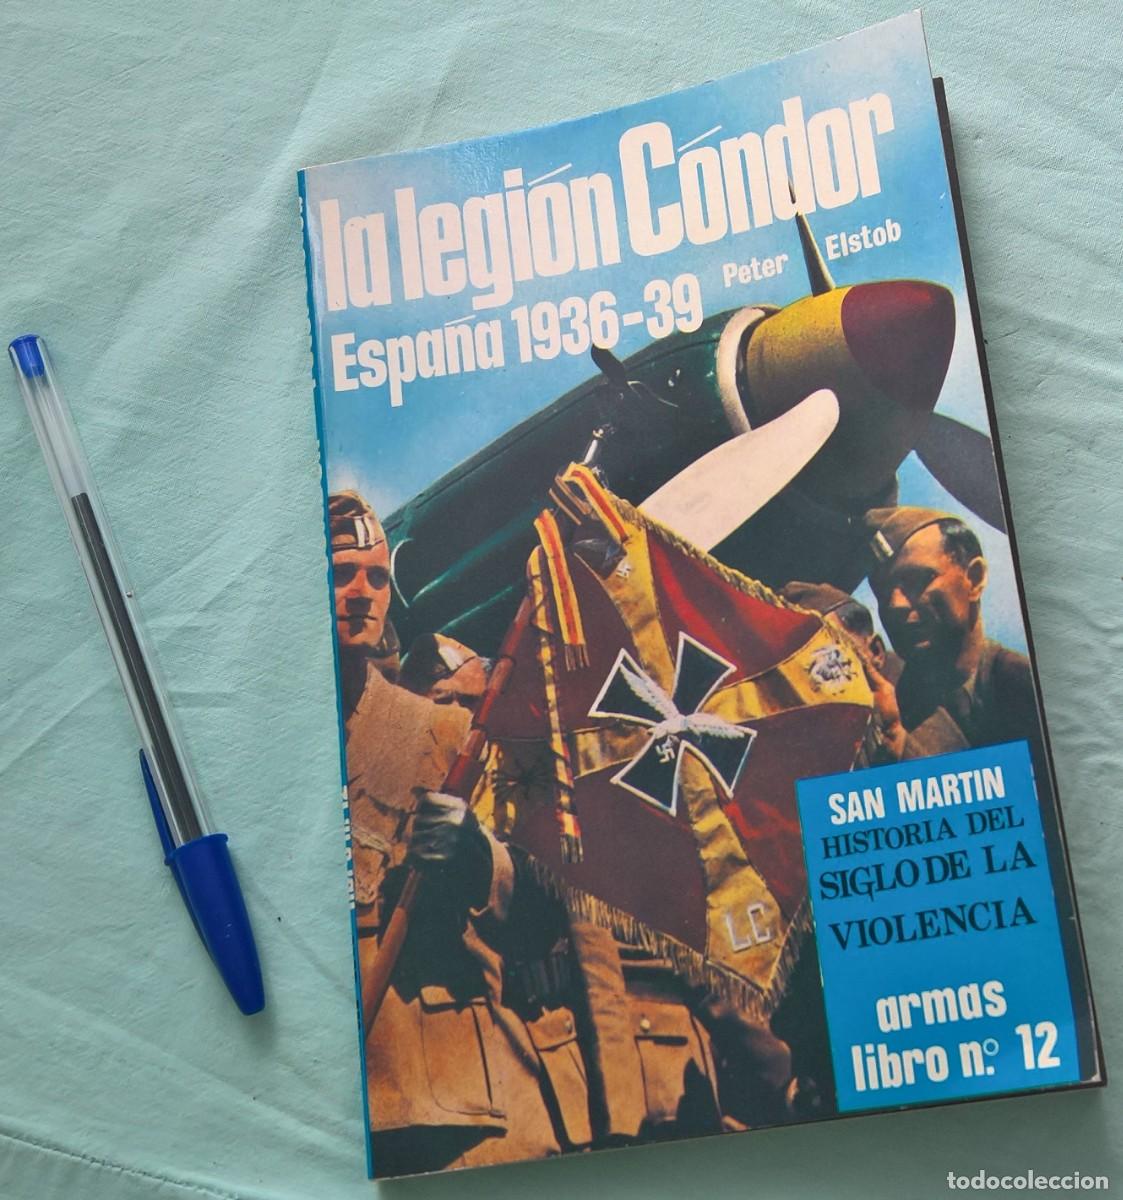 la legión Cóndor
España 1936-39
Peter Elstob
LC
SAN MARTIN
HISTORIA DEL
SIGLO DE LA
VIOLENCIA
armas
libro n.º 12
todocoleccion